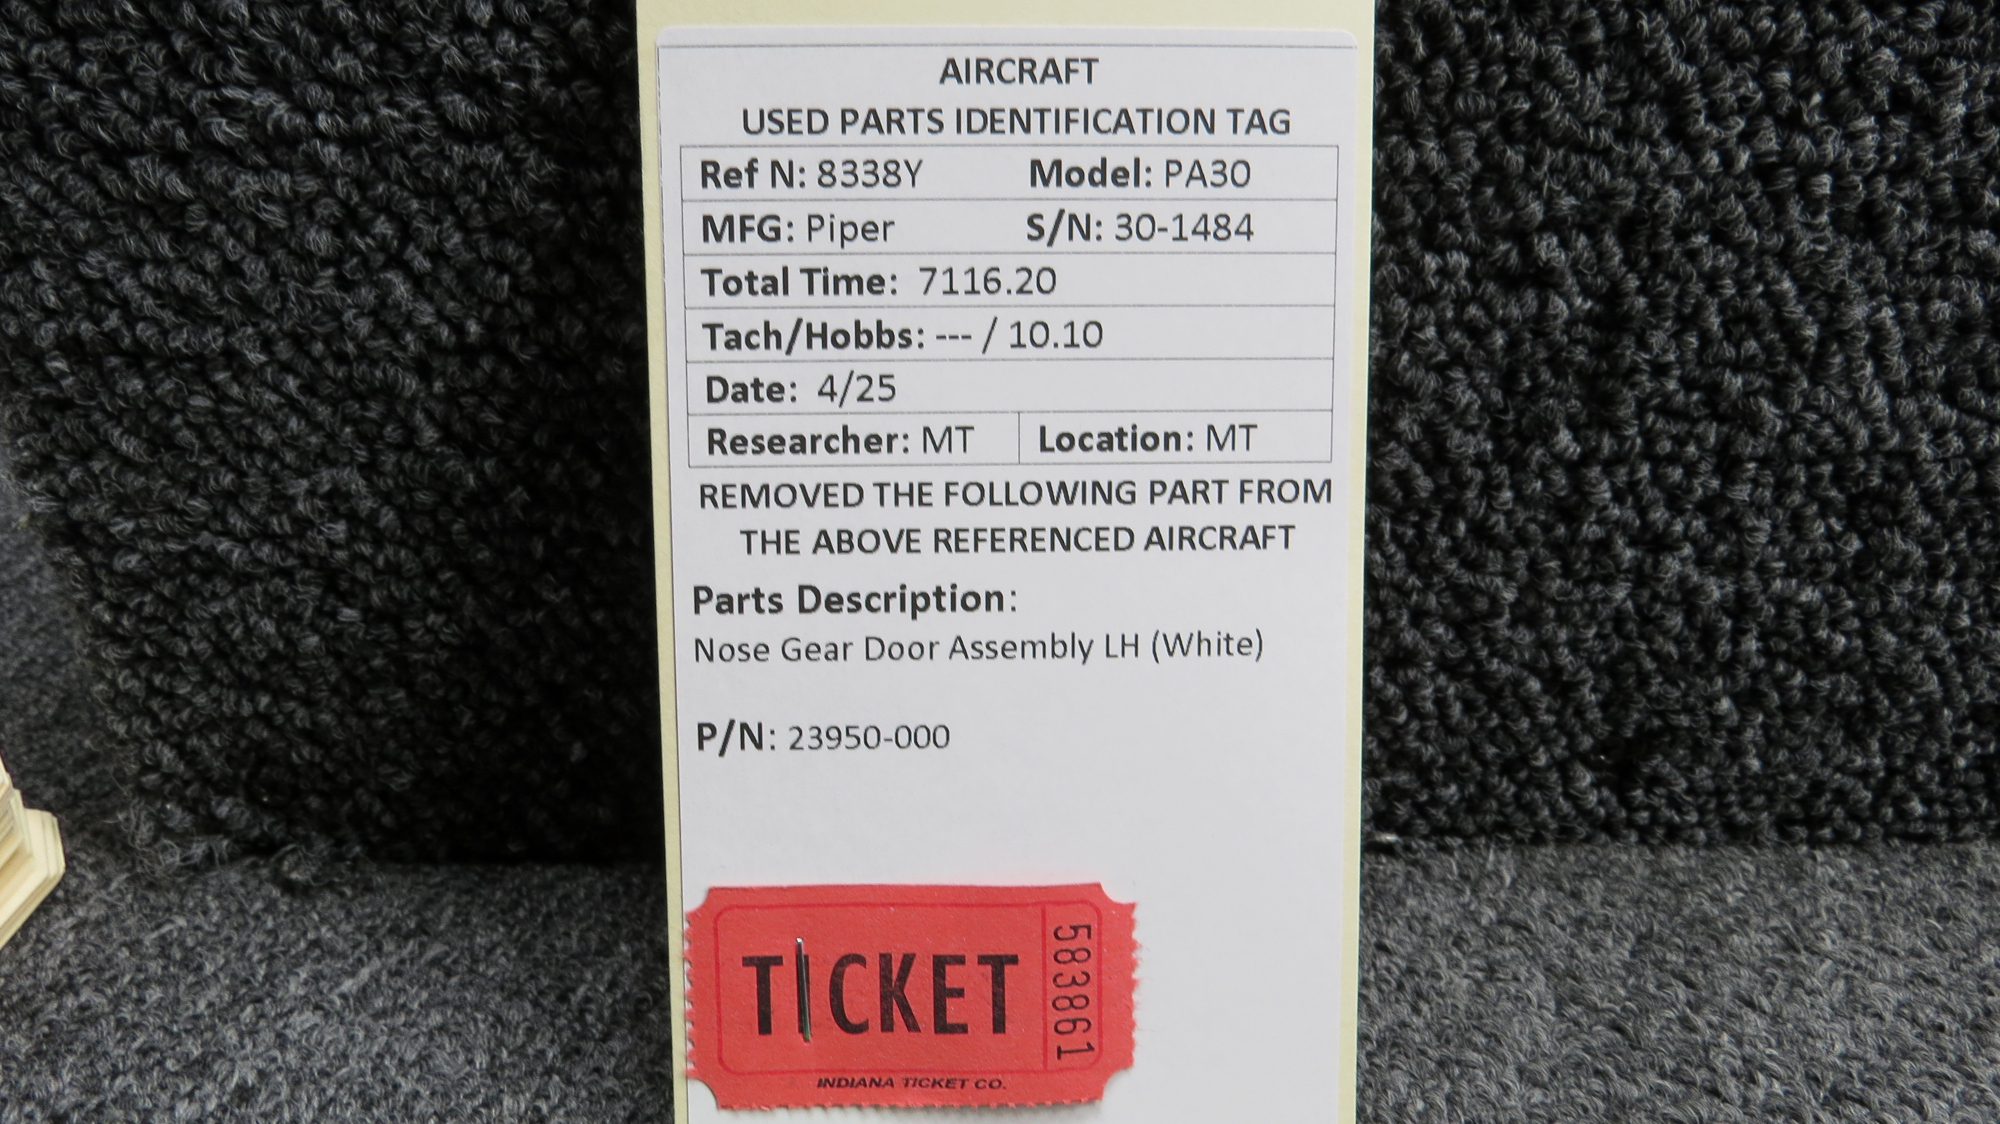 AIRCRAFT
USED PARTS IDENTIFICATION TAG
Ref N: 8338Y Model: PA30
MFG: Piper S/N: 30-1484
Total Time: 7116.20
Tach/Hobbs: --- / 10.10
Date: 4/25
Researcher: MT Location: MT
REMOVED THE FOLLOWING PART FROM
THE ABOVE REFERENCED AIRCRAFT
Parts Description:
Nose Gear Door Assembly LH (White)
P/N: 23950-000
TICKET
583861
INDIANA TICKET CO.